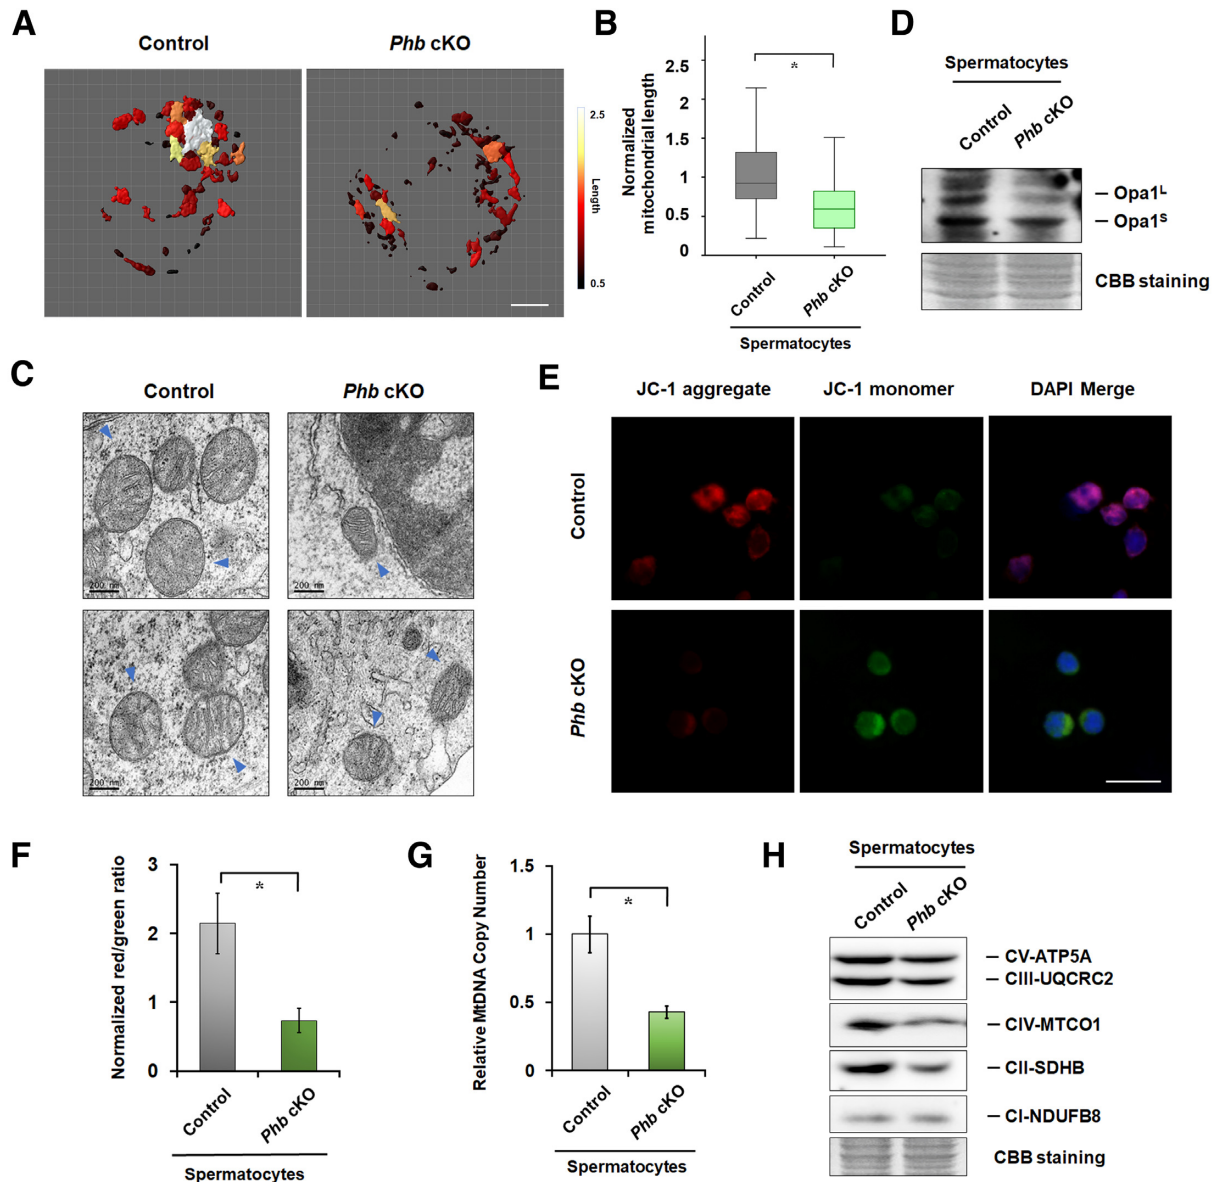 A
Control
Phb cKO
2.5
Length
0.5
B
Normalized
mitochondrial length
2.5
2
1.5
1
0.5
0
*
Control
Phb cKO
Spermatocytes
D
Spermatocytes
Control
Phb cKO
Opa1L
Opa1S
CBB staining
C
Control
Phb cKO
200 nm
200 nm
200 nm
200 nm
E
JC-1 aggregate
JC-1 monomer
DAPI Merge
Control
Phb cKO
F
Normalized red/green ratio
3
2
1
0
*
Control
Phb cKO
Spermatocytes
G
Relative MtDNA Copy Number
1.5
1
0.5
0
*
Control
Phb cKO
Spermatocytes
H
Spermatocytes
Control
Phb cKO
CV-ATP5A
CIII-UQCRC2
CIV-MTCO1
CII-SDHB
CI-NDUFB8
CBB staining